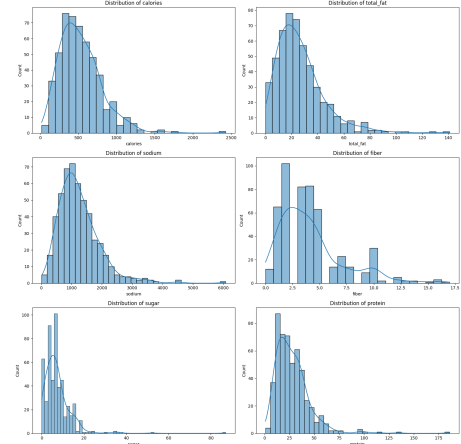 Distribution of calories
Count
70
60
50
40
30
20
10
0
0 500 1000 1500 2000 2500
calories
Distribution of total_fat
Count
80
70
60
50
40
30
20
10
0
0 20 40 60 80 100 120 140
total_fat
Distribution of sodium
Count
70
60
50
40
30
20
10
0
0 1000 2000 3000 4000 5000 6000
sodium
Distribution of fiber
Count
100
80
60
40
20
0
0.0 2.5 5.0 7.5 10.0 12.5 15.0 17.5
fiber
Distribution of sugar
Count
100
80
60
40
20
0
0 20 40 60 80
Distribution of protein
Count
80
60
40
20
0
0 25 50 75 100 125 150 175